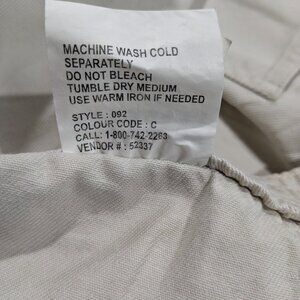 MACHINE WASH COLD
SEPARATELY
DO NOT BLEACH
TUMBLE DRY MEDIUM
USE WARM IRON IF NEEDED
STYLE : 092
COLOUR CODE : C
CALL: 1-800-742-2263
VENDOR # : 52337